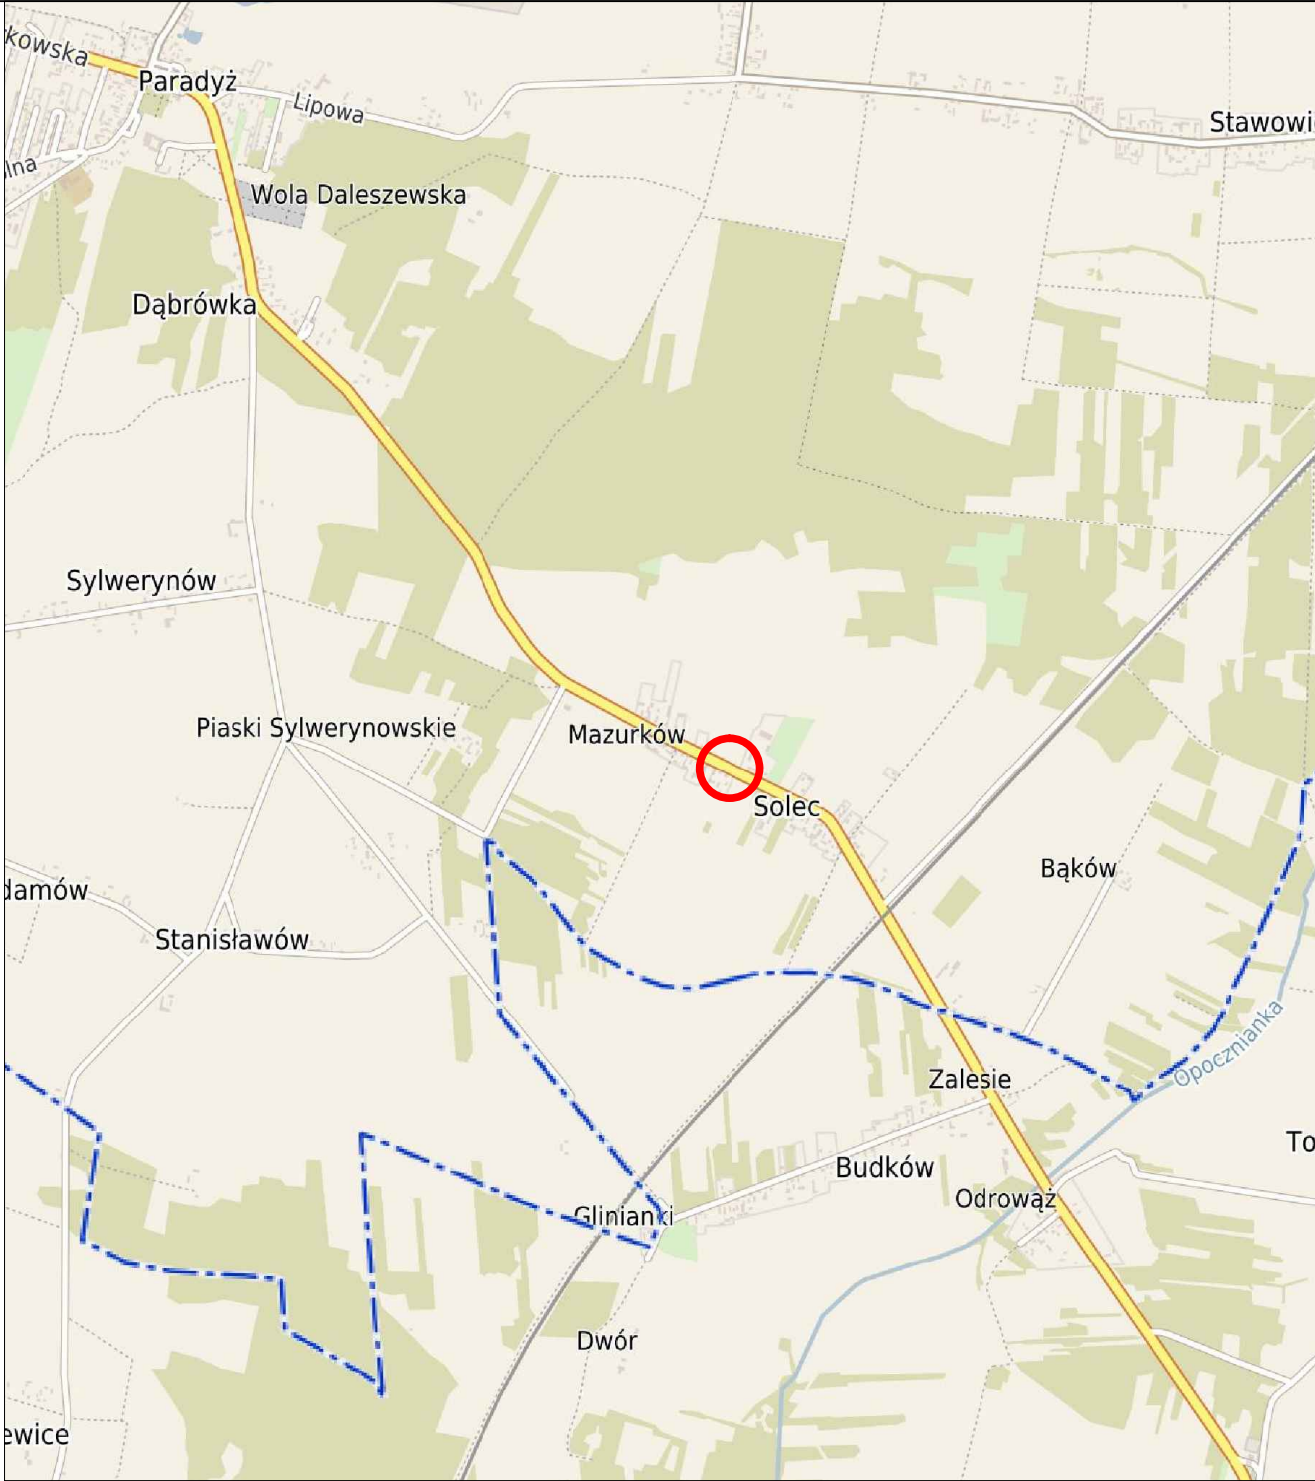 kowska
Paradyż
Lipowa
Stawowi
lna
Wola Daleszewska
Dąbrówka
Sylwerynów
Piaski Sylwerynowskie
Mazurków
Solec
Bąków
damów
Stanisławów
Opocznianka
Zalesie
To
Budków
Odrowąż
Glinianki
Dwór
ewice